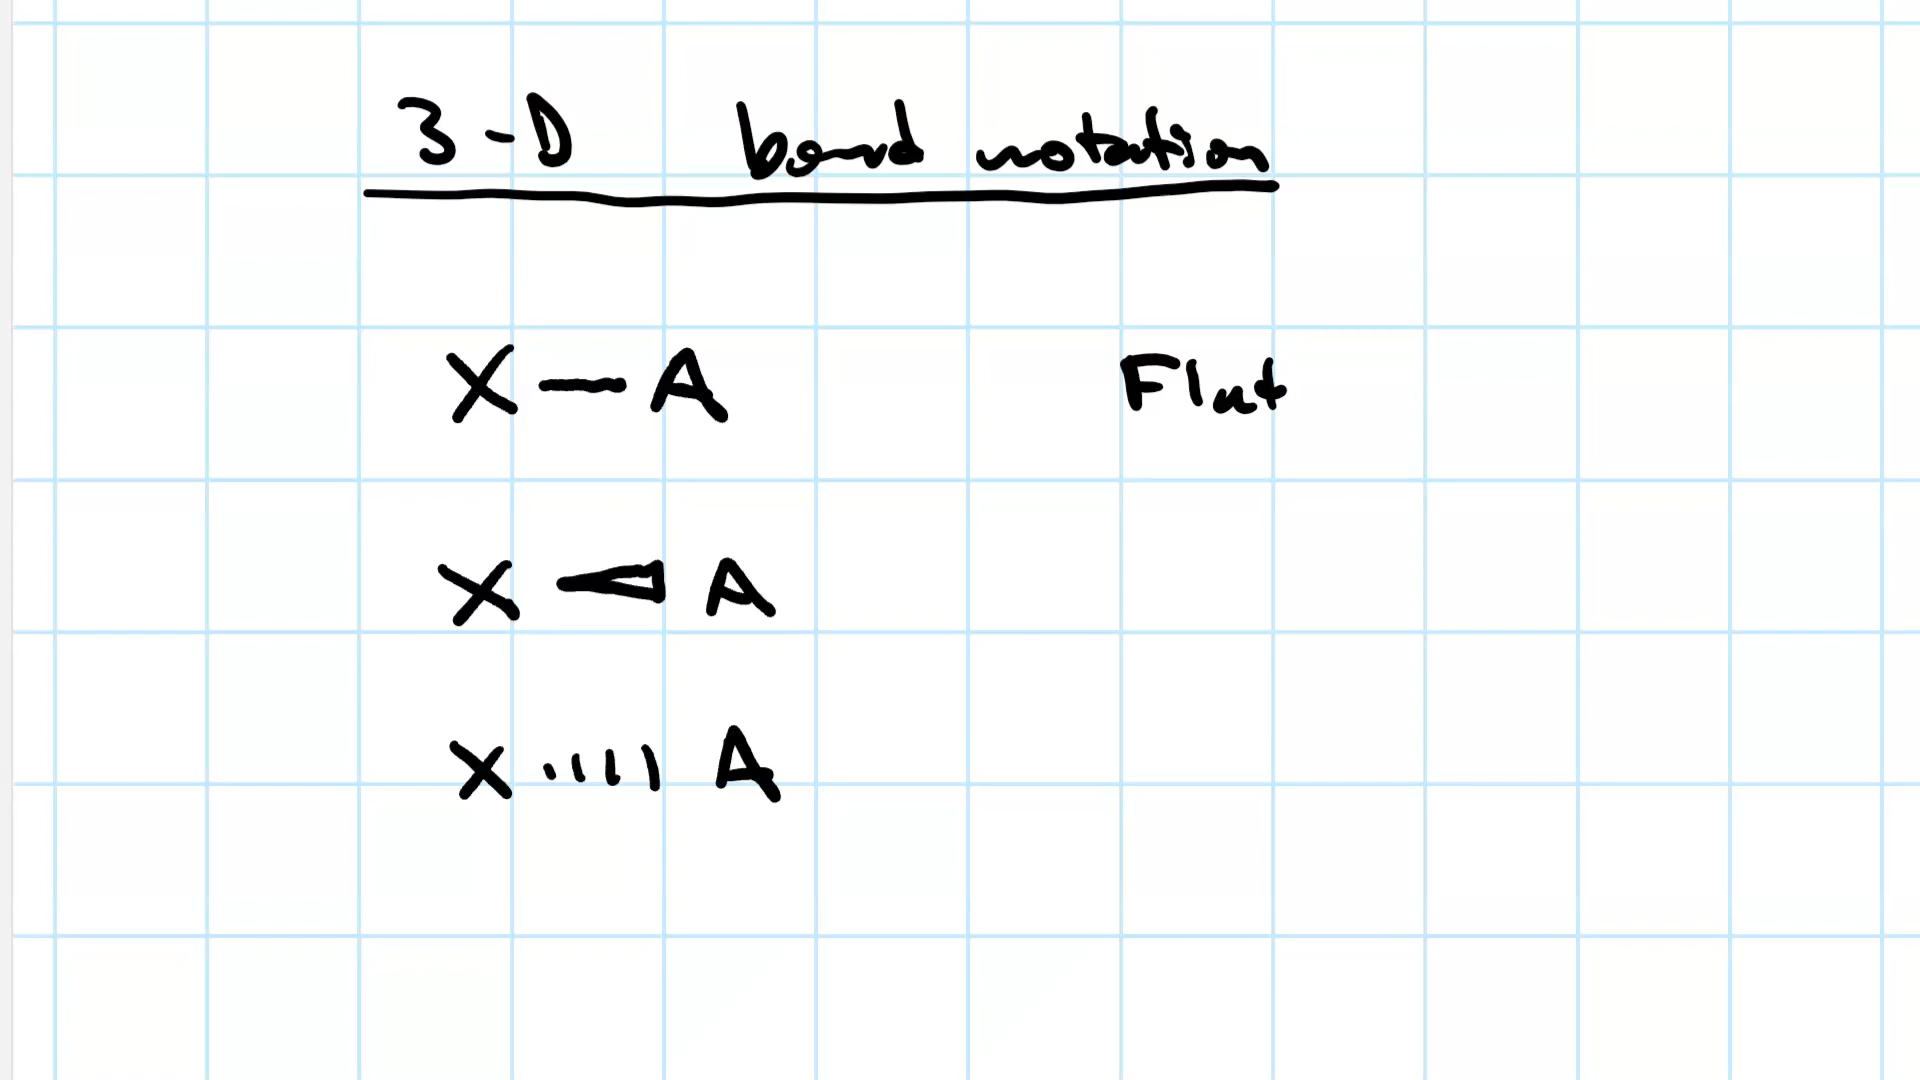 3-D bond notation
X — A Flat
X A
X A